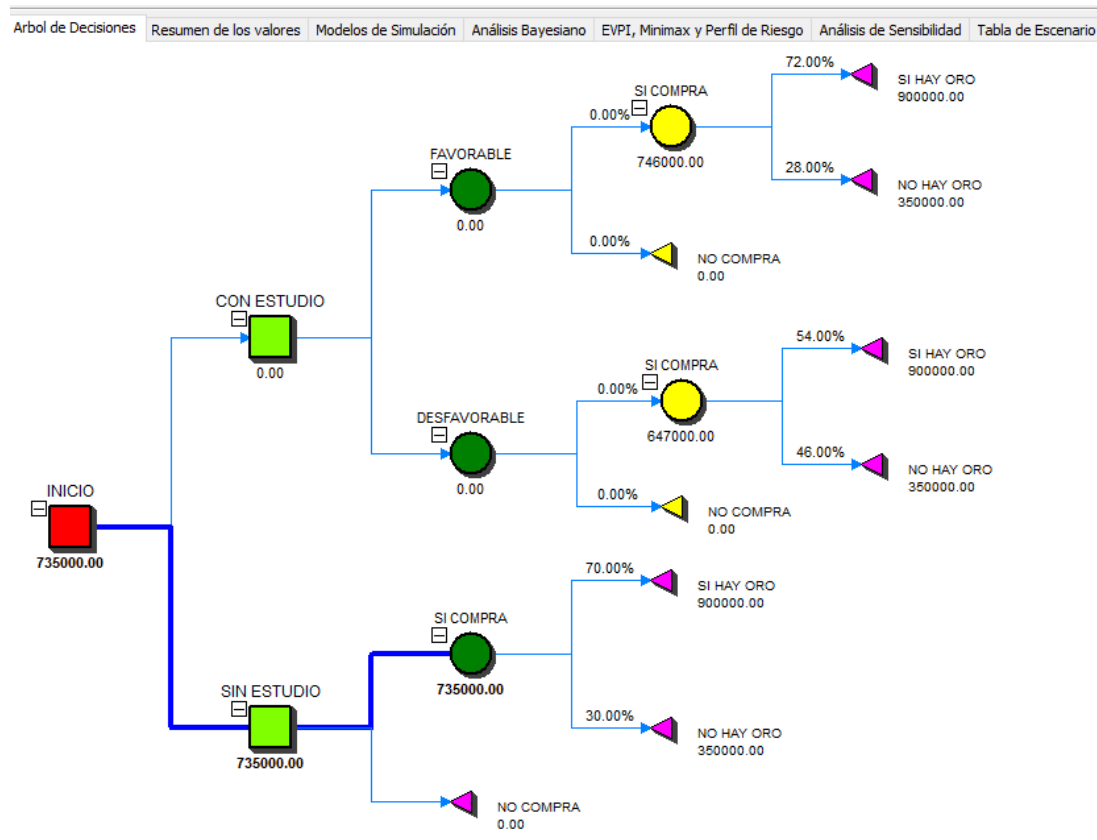 Arbol de Decisiones Resumen de los valores Modelos de Simulación Análisis Bayesiano EVPI, Minimax y Perfil de Riesgo Análisis de Sensibilidad Tabla de Escenario
72.00%
SI HAY ORO
900000.00
SI COMPRA
0.00%
746000.00
28.00%
NO HAY ORO
350000.00
FAVORABLE
0.00
0.00%
NO COMPRA
0.00
CON ESTUDIO
0.00
54.00%
SI HAY ORO
900000.00
SI COMPRA
0.00%
647000.00
46.00%
NO HAY ORO
350000.00
DESFAVORABLE
0.00
0.00%
NO COMPRA
0.00
INICIO
735000.00
70.00%
SI HAY ORO
900000.00
SI COMPRA
735000.00
30.00%
NO HAY ORO
350000.00
SIN ESTUDIO
735000.00
NO COMPRA
0.00